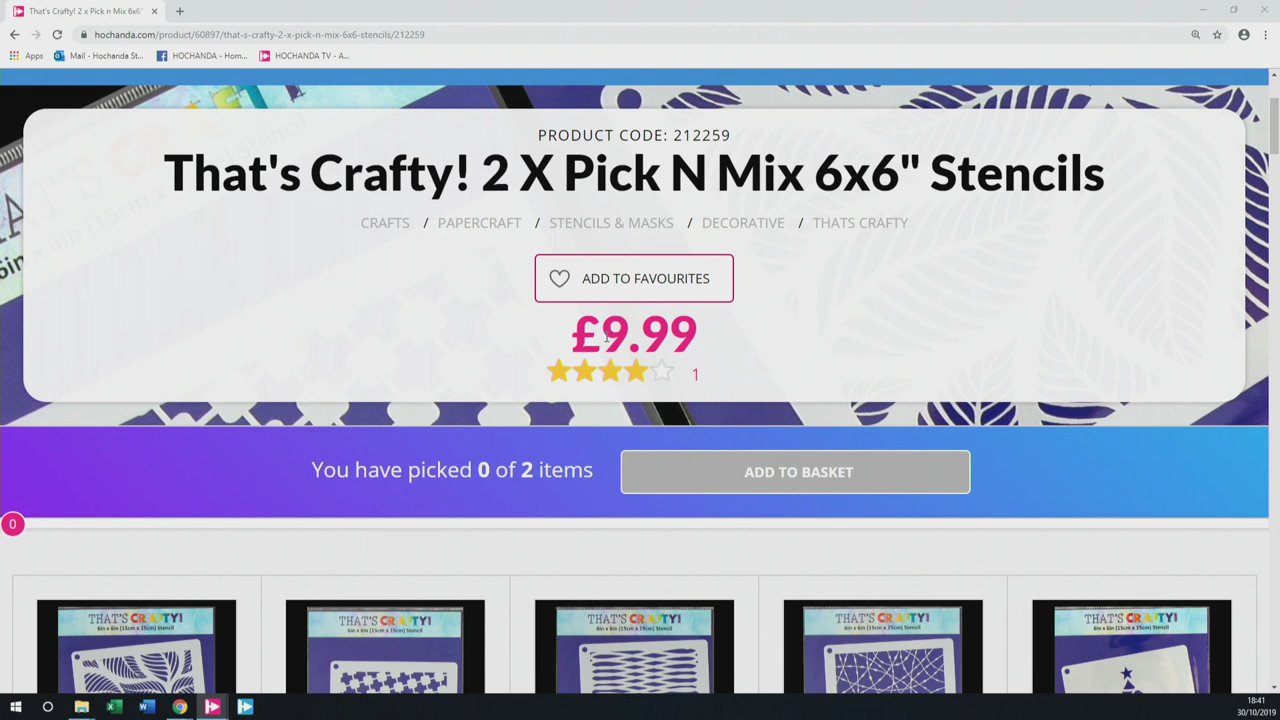 That's Crafty! 2 x Pick n Mix 6x6"
hochanda.com/product/60897/that-s-crafty-2-x-pick-n-mix-6x6-stencils/212259
Apps Mail - Hochanda St... HOCHANDA - Hom... HOCHANDA TV - A...
PRODUCT CODE: 212259
That's Crafty! 2 X Pick N Mix 6x6" Stencils
CRAFTS / PAPERCRAFT / STENCILS & MASKS / DECORATIVE / THATS CRAFTY
ADD TO FAVOURITES
£9.99
1
You have picked 0 of 2 items
ADD TO BASKET
0
THAT'S CRAFTY! THAT'S CRAFTY! THAT'S CRAFTY! THAT'S CRAFTY! THAT'S CRAFTY!
6in x 6in (15cm x 15cm) Stencil 6in x 6in (15cm x 15cm) Stencil 6in x 6in (15cm x 15cm) Stencil 6in x 6in (15cm x 15cm) Stencil 6in x 6in (15cm x 15cm) Stencil
18:41
30/10/2019